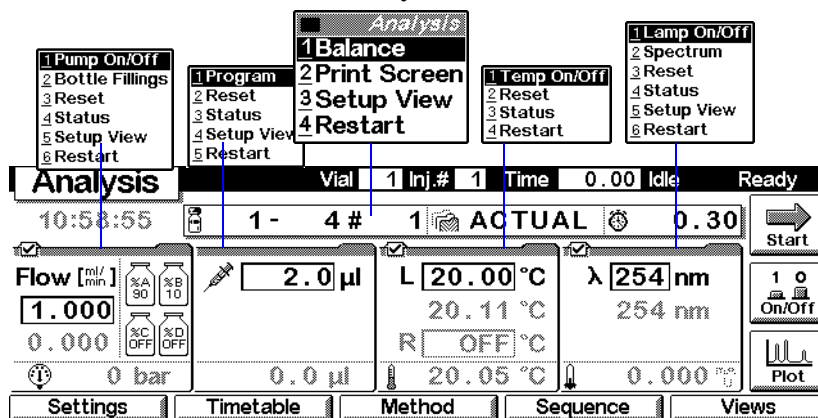 Analysis
1 Balance
2 Print Screen
3 Setup View
4 Restart
1 Pump On/Off
2 Bottle Fillings
3 Reset
4 Status
5 Setup View
6 Restart
1 Program
2 Reset
3 Status
4 Setup View
5 Restart
1 Temp On/Off
2 Reset
3 Status
4 Restart
1 Lamp On/Off
2 Spectrum
3 Reset
4 Status
5 Setup View
6 Restart
Analysis Vial 1 Inj.# 1 Time 0.00 Idle Ready
10:58:55 1- 4 # 1 ACTUAL 0.30
Start
Flow [ml/min]
%A 90
%B 10
1.000
0.000
%C OFF
%D OFF
0 bar
2.0 µl
0.0 µl
L 20.00 °C
20.11 °C
R OFF °C
20.05 °C
λ 254 nm
254 nm
0.000
1 0
On/Off
Plot
Settings Timetable Method Sequence Views